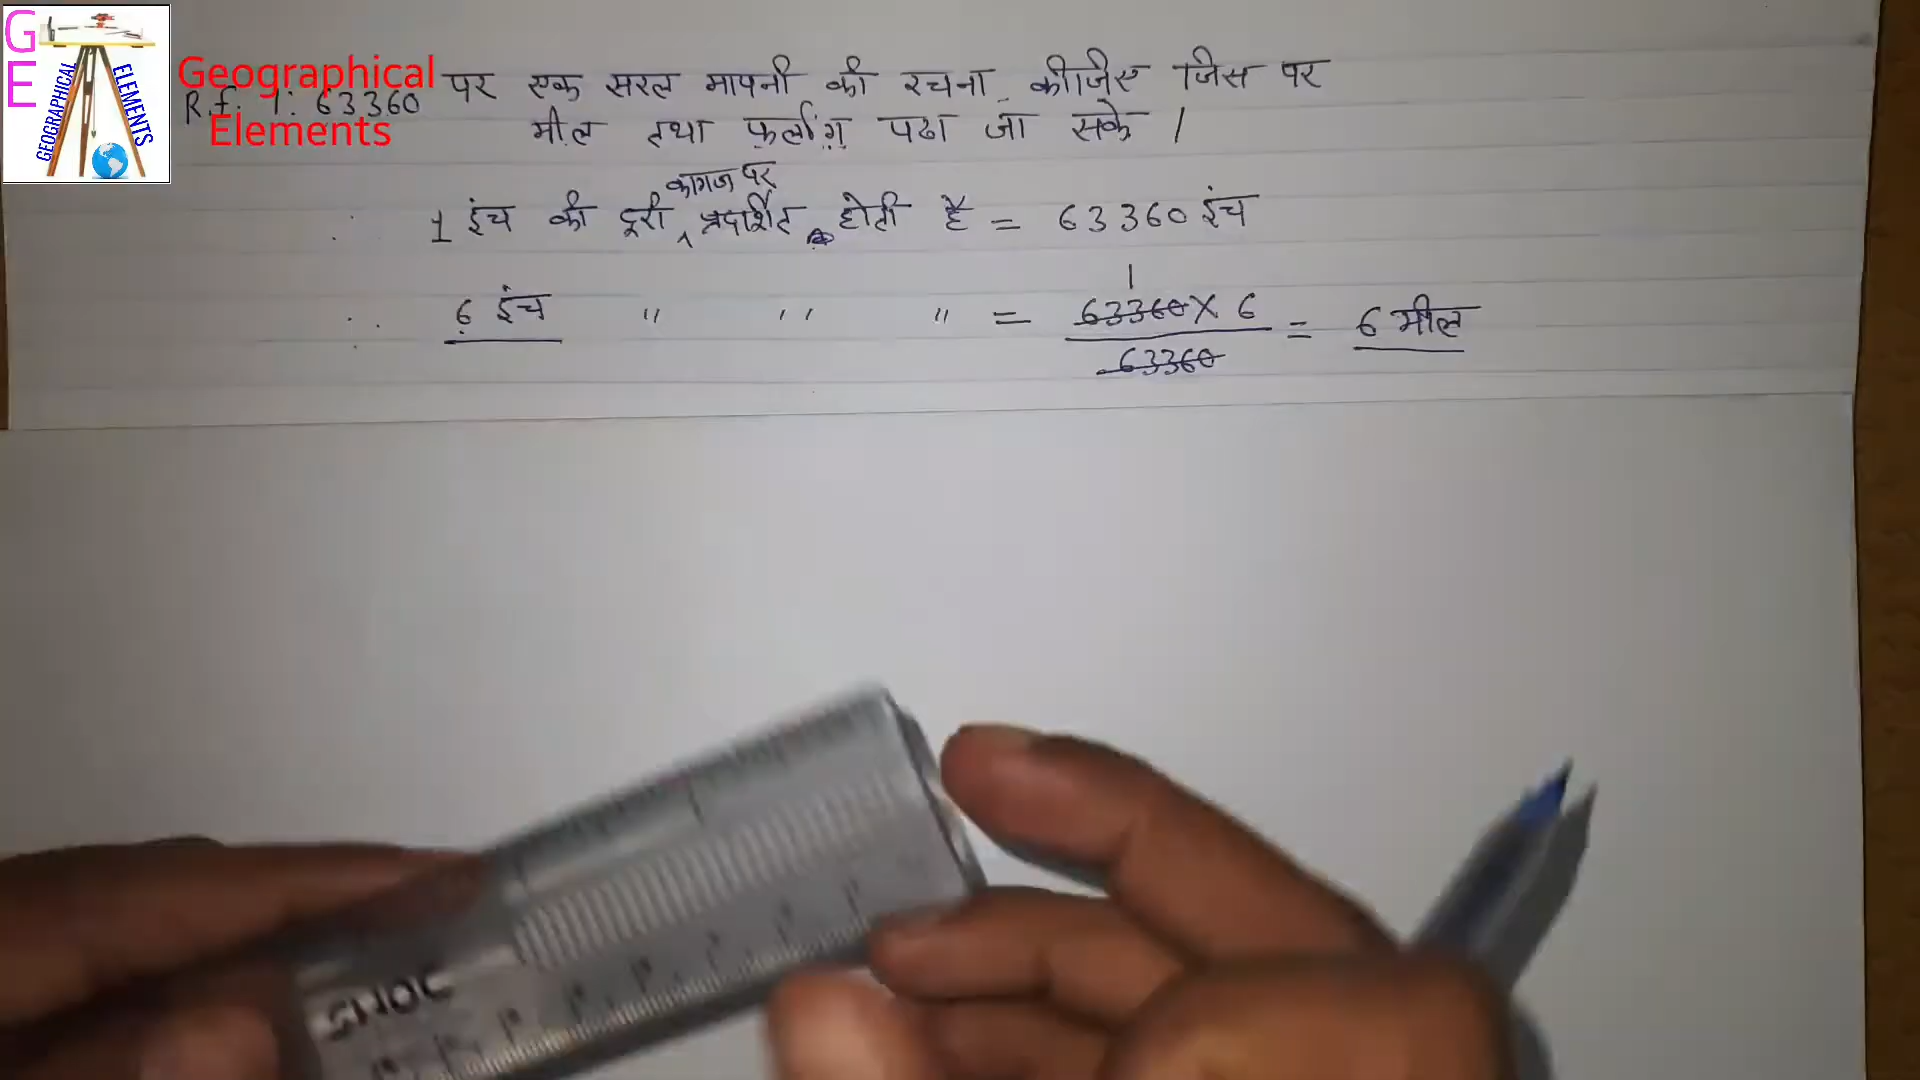 GE
GEOGRAPHICAL ELEMENTS
Geographical Elements
R.f. 1: 63360 पर एक सरल मापनी की रचना कीजिए जिस पर
मील तथा फर्लांग पढा जा सके |
कागज पर
1 इंच की दूरी प्रदर्शित होती है = 63360 इंच
∴ 6 इंच " " " = 63360 X 6 / 63360 = 6 मील
1